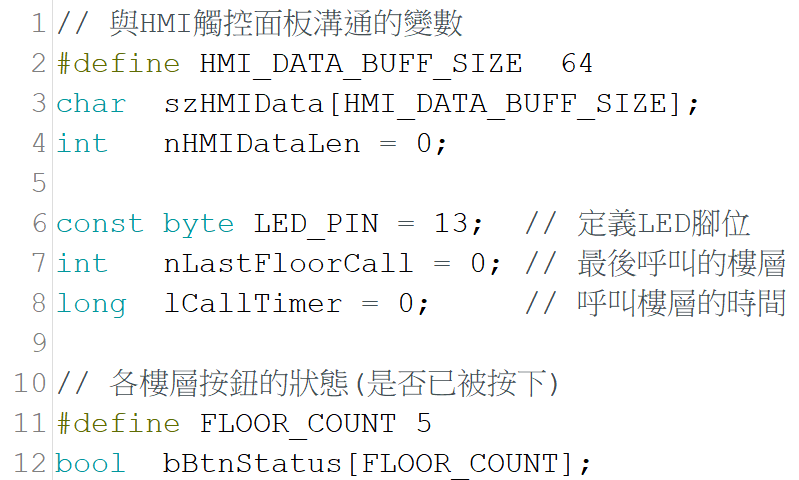 1 // 與HMI觸控面板溝通的變數
2 #define HMI_DATA_BUFF_SIZE  64
3 char  szHMIData[HMI_DATA_BUFF_SIZE];
4 int   nHMIDataLen = 0;
5
6 const byte LED_PIN = 13;  // 定義LED腳位
7 int   nLastFloorCall = 0; // 最後呼叫的樓層
8 long  lCallTimer = 0;     // 呼叫樓層的時間
9
10 // 各樓層按鈕的狀態(是否已被按下)
11 #define FLOOR_COUNT 5
12 bool  bBtnStatus[FLOOR_COUNT];